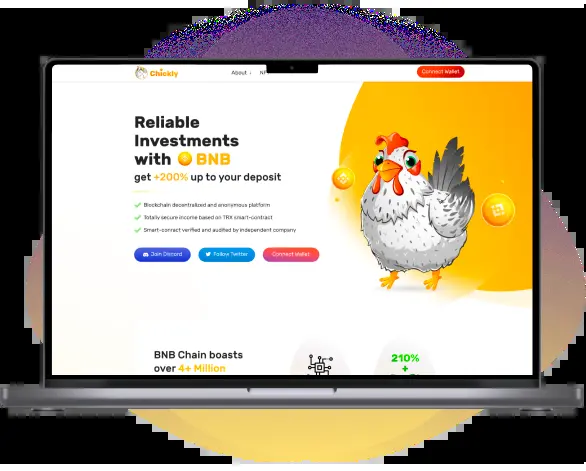 Chickly
About
Connect Wallet
Reliable
Investments
with BNB
get +200% up to your deposit
Blockchain decentralized and anonymous platform
Totally secure income based on TRX smart-contract
Smart-conract verified and audited by independent company
Join Discord
Follow Twitter
Connect Wallet
BNB Chain boasts
over 4+ Million
210%
+